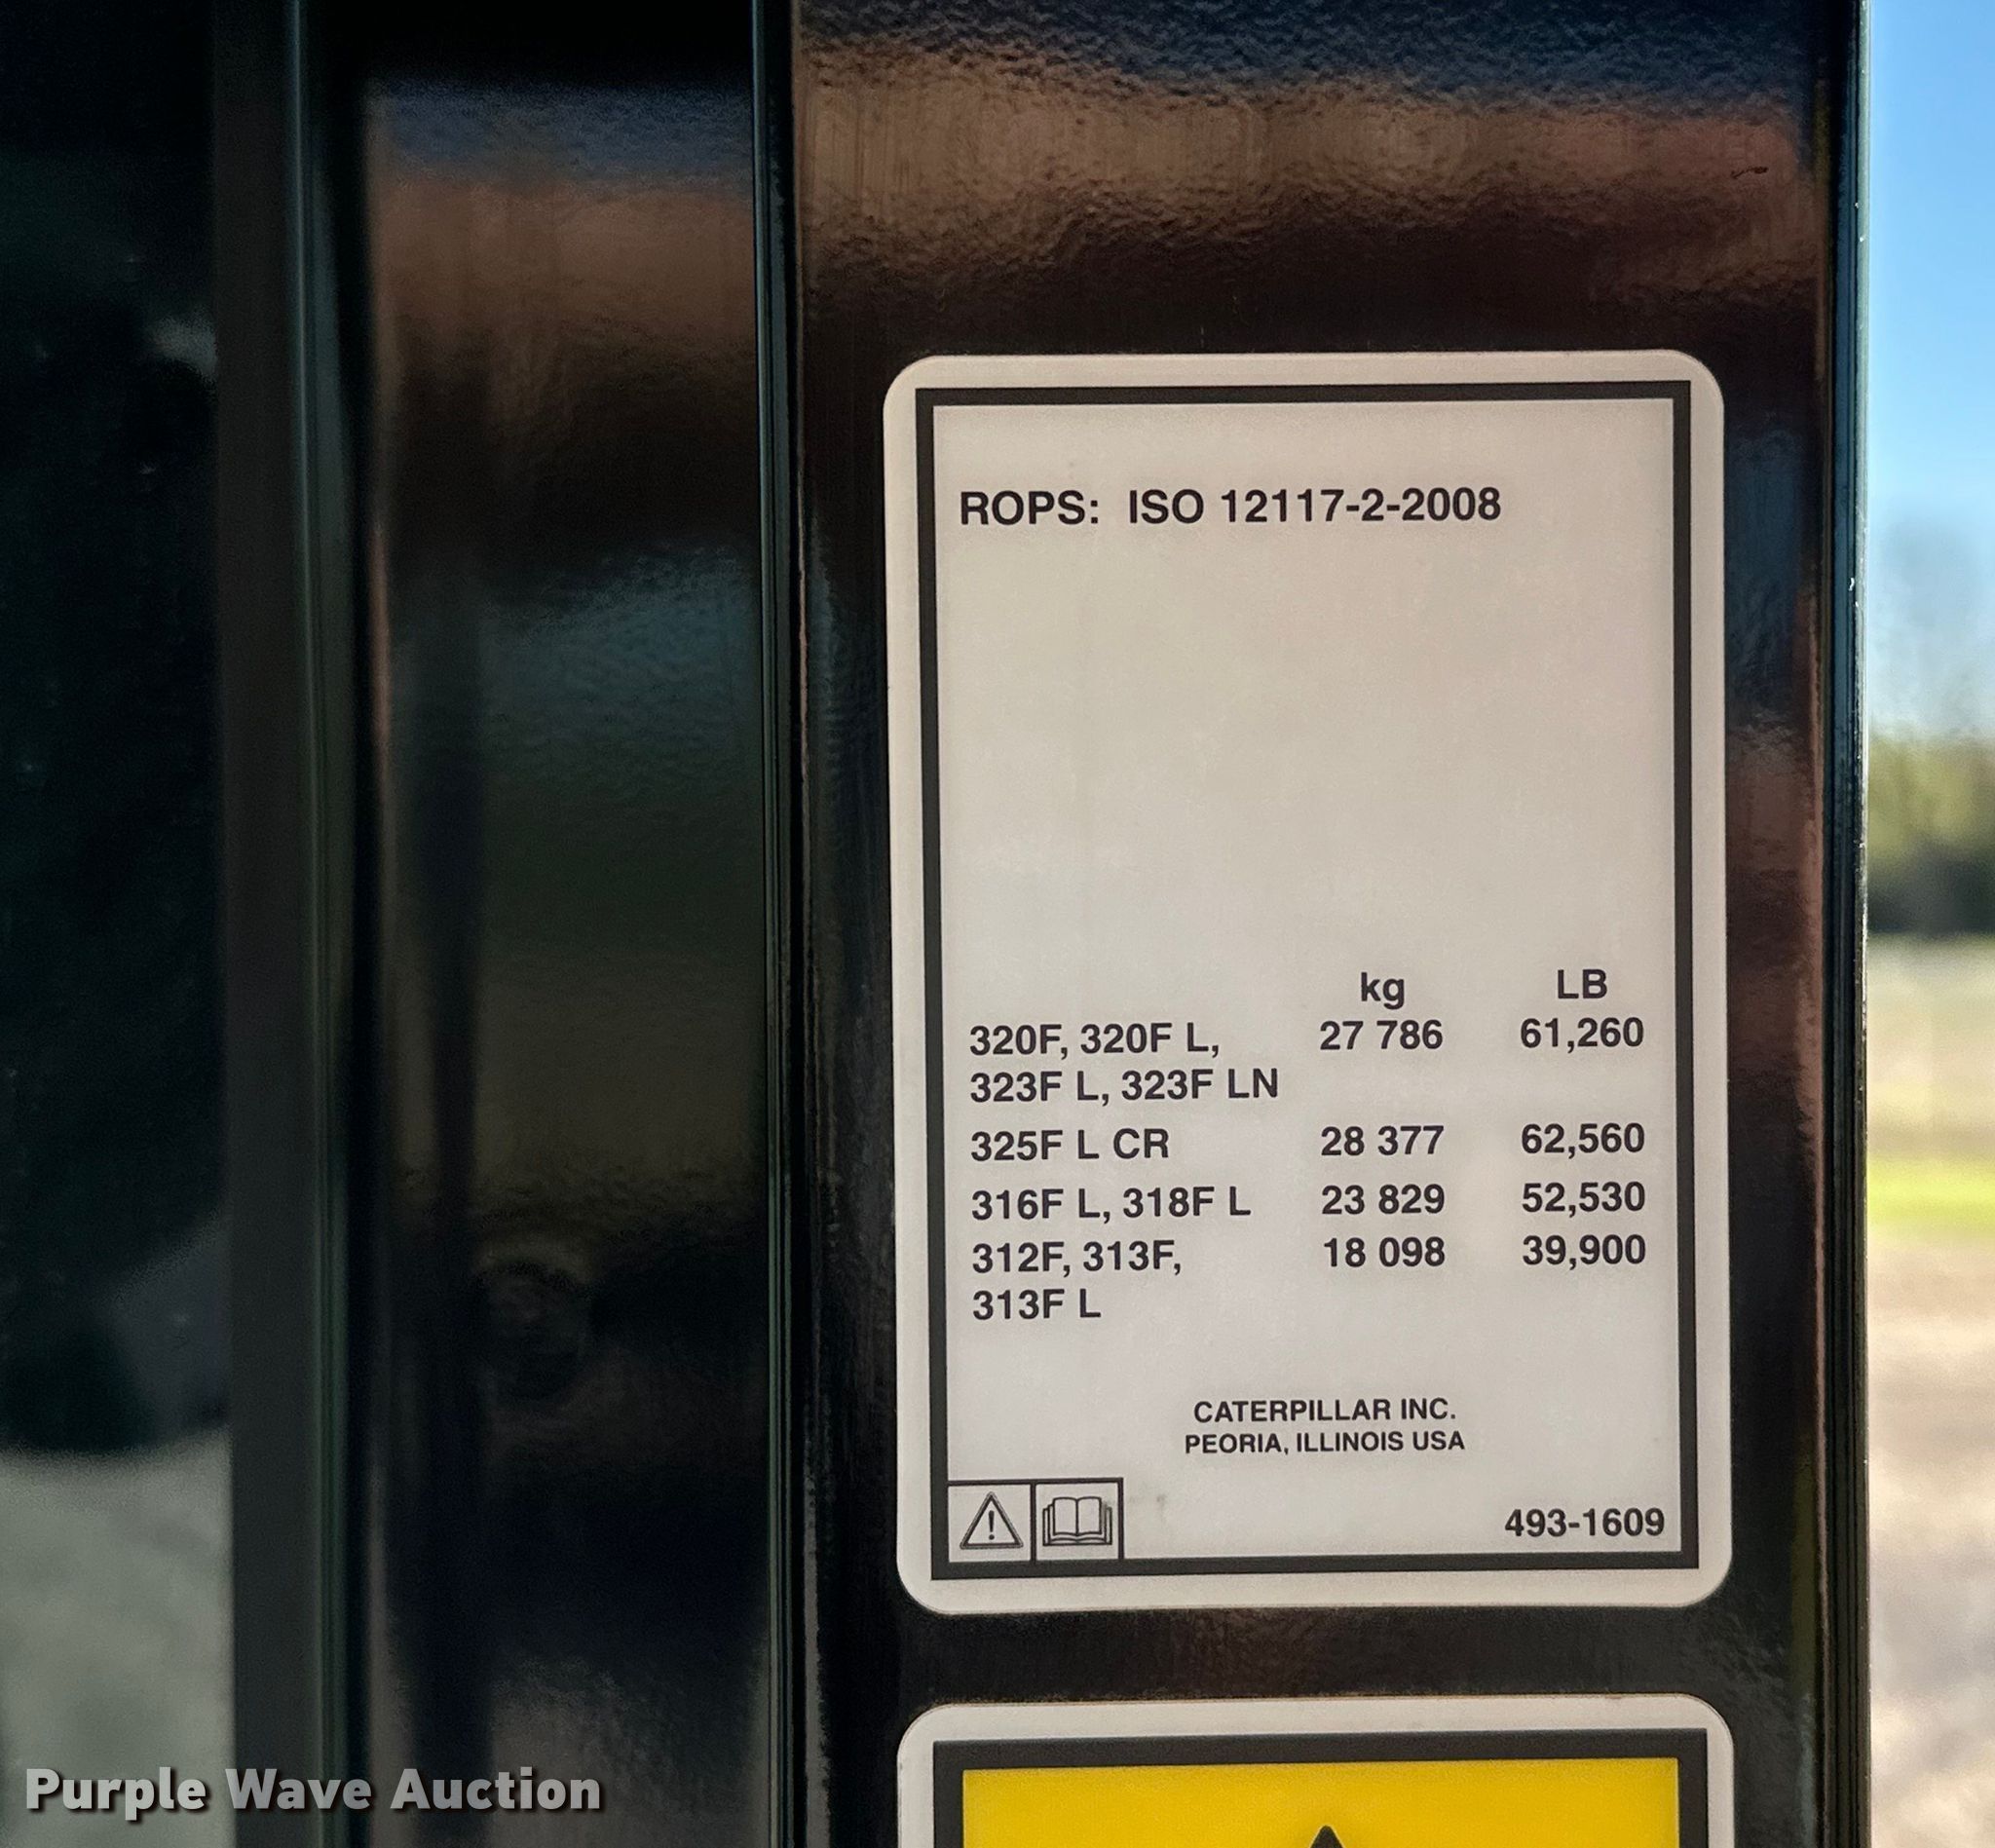 ROPS: ISO 12117-2-2008
kg LB
320F, 320F L, 27 786 61,260
323F L, 323F LN
325F L CR 28 377 62,560
316F L, 318F L 23 829 52,530
312F, 313F, 18 098 39,900
313F L
CATERPILLAR INC.
PEORIA, ILLINOIS USA
493-1609
Purple Wave Auction